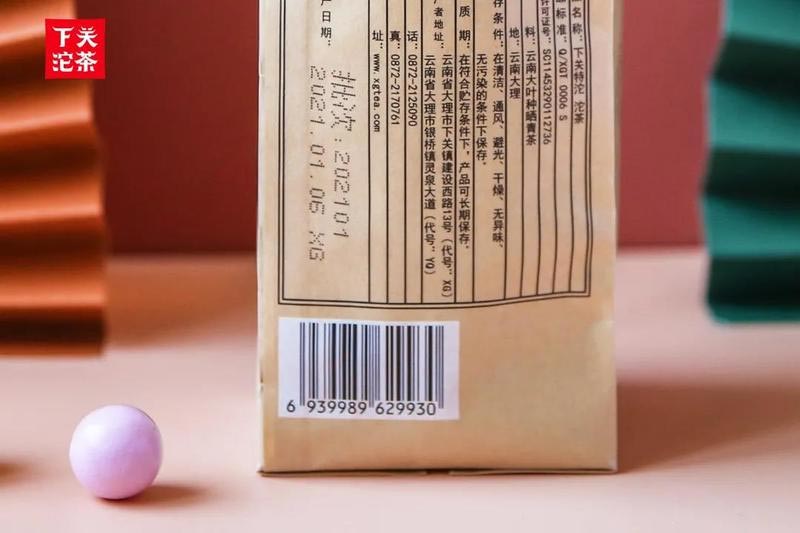 下关
沱茶
名称：下关特沱 沱茶
标准：Q/XGT 0006 S
许可证号：SC11453290112736
料：云南大叶种晒青茶
地：云南大理
存条件：在清洁、通风、避光、干燥、无异味、
无污染的条件下保存。
质期：在符合贮存条件下，产品可长期保存。
者地址：云南省大理市下关镇建设西路13号（代号：XG）
云南省大理市银桥镇灵泉大道（代号：YQ）
话：0872-2125090
真：0872-2170761
址：www.xgtea.com
日期：
批次：202101
2021.01.06 XG
6 939989 629930